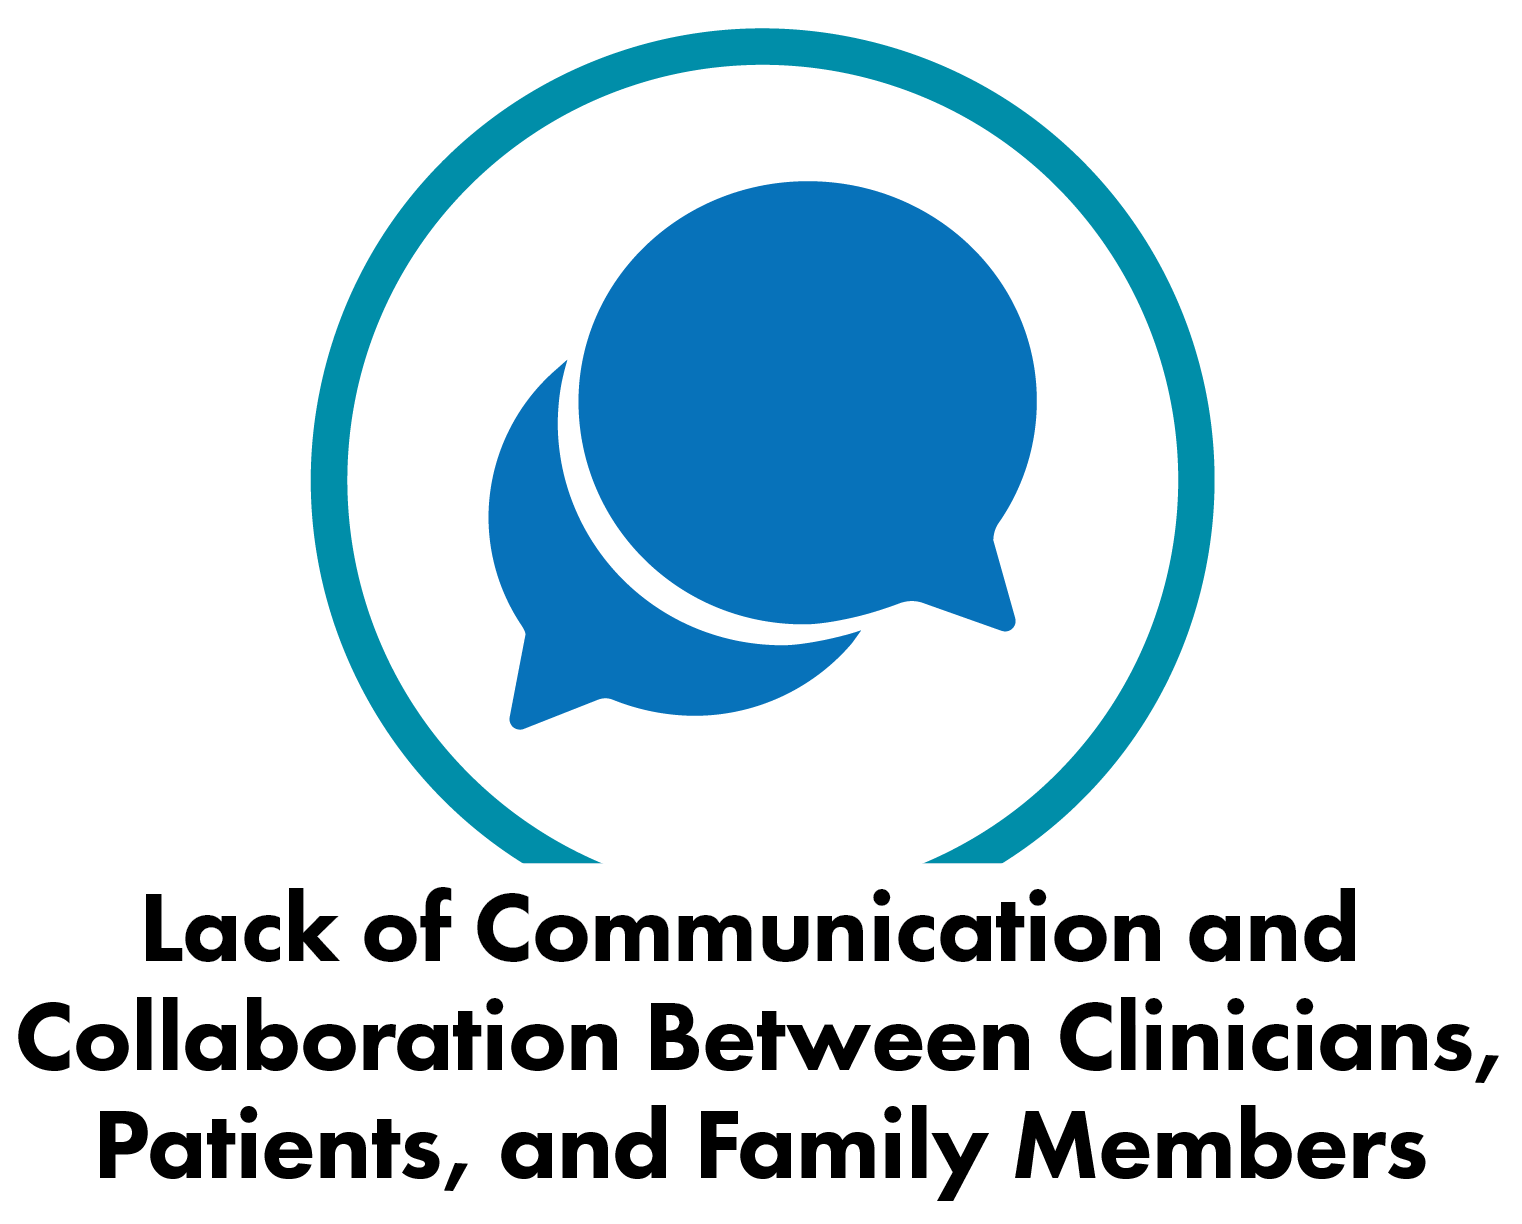 Lack of Communication and
Collaboration Between Clinicians,
Patients, and Family Members